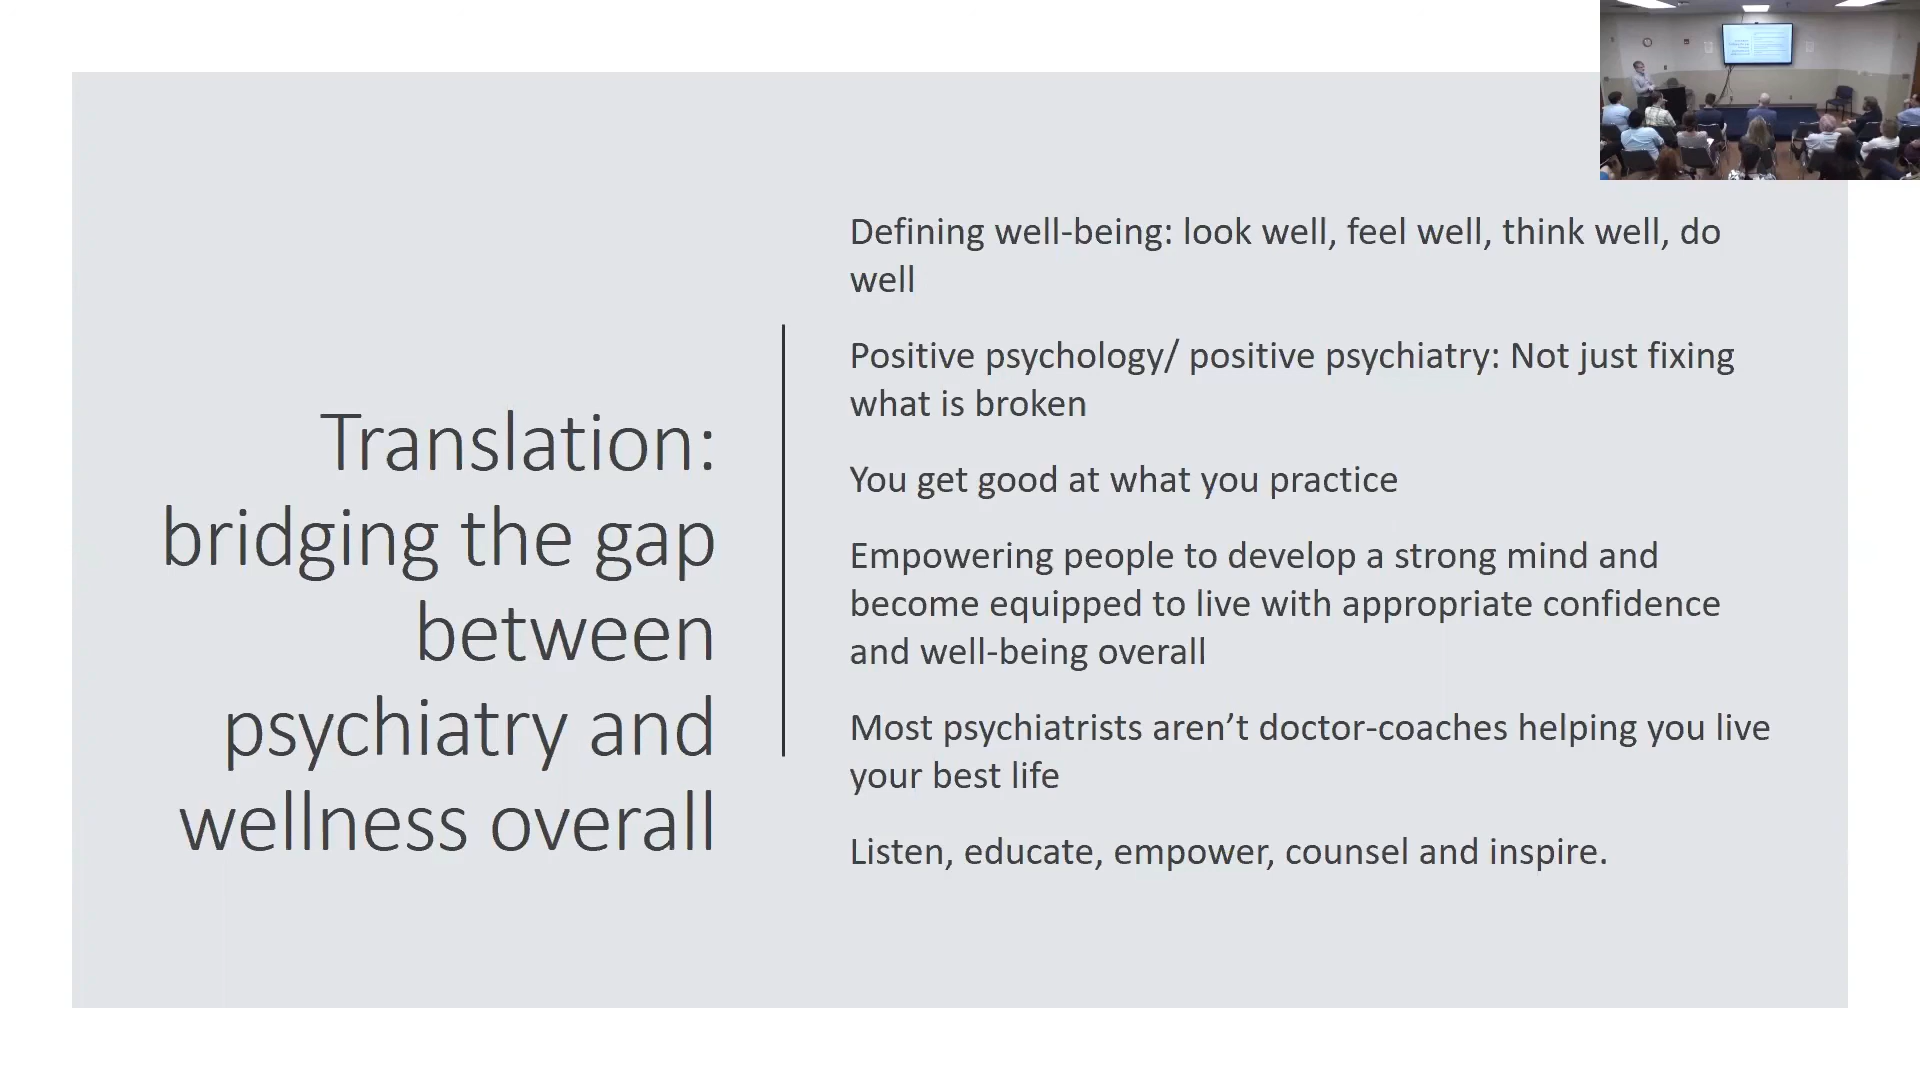 Translation:
bridging the gap
between
psychiatry and
wellness overall
Defining well-being: look well, feel well, think well, do
well
Positive psychology/ positive psychiatry: Not just fixing
what is broken
You get good at what you practice
Empowering people to develop a strong mind and
become equipped to live with appropriate confidence
and well-being overall
Most psychiatrists aren’t doctor-coaches helping you live
your best life
Listen, educate, empower, counsel and inspire.